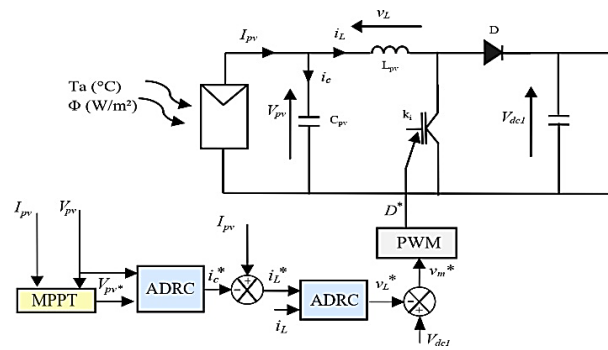 v_L
I_pv
i_L
D
L_pv
Ta (°C)
Φ (W/m²)
i_c
V_pv
C_pv
k_i
V_dc1
D*
I_pv
V_pv
I_pv
PWM
V_pv*
i_c*
i_L*
v_m*
MPPT
ADRC
ADRC
v_L*
i_L
V_dc1